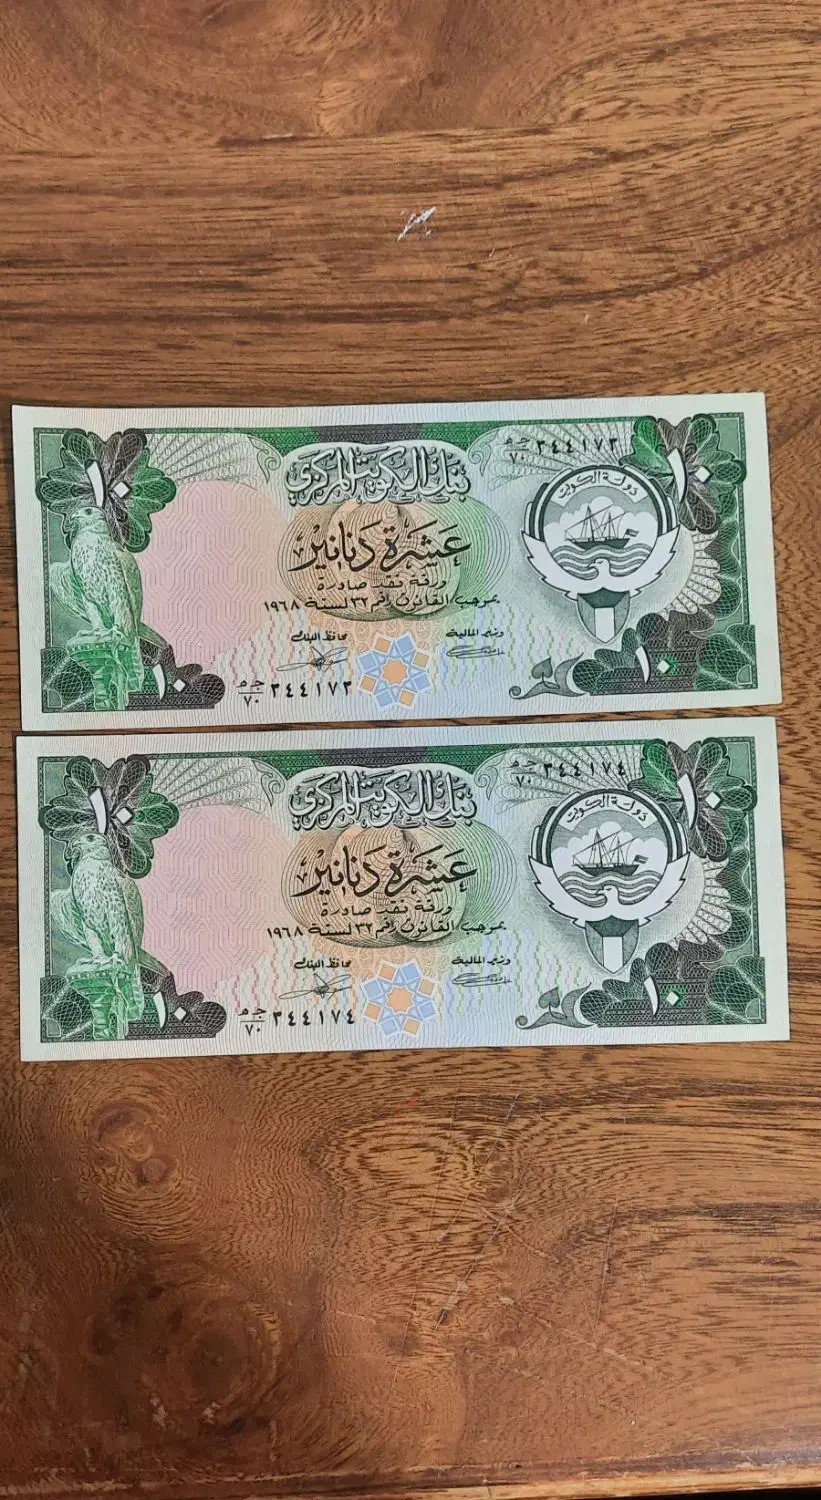 ١٠
بنك الكويت المركزي
ج م/٧٠ ٣٤٤١٧٣
١٠
دولة الكويت
عشرة دنانير
ورقة نقد صادرة
بموجب القانون رقم ٣٢ لسنة ١٩٦٨
وزير المالية
محافظ البنك
١٠
١٠
ج م/٧٠ ٣٤٤١٧٣
١٠
بنك الكويت المركزي
ج م/٧٠ ٣٤٤١٧٤
١٠
دولة الكويت
عشرة دنانير
ورقة نقد صادرة
بموجب القانون رقم ٣٢ لسنة ١٩٦٨
وزير المالية
محافظ البنك
١٠
١٠
ج م/٧٠ ٣٤٤١٧٤